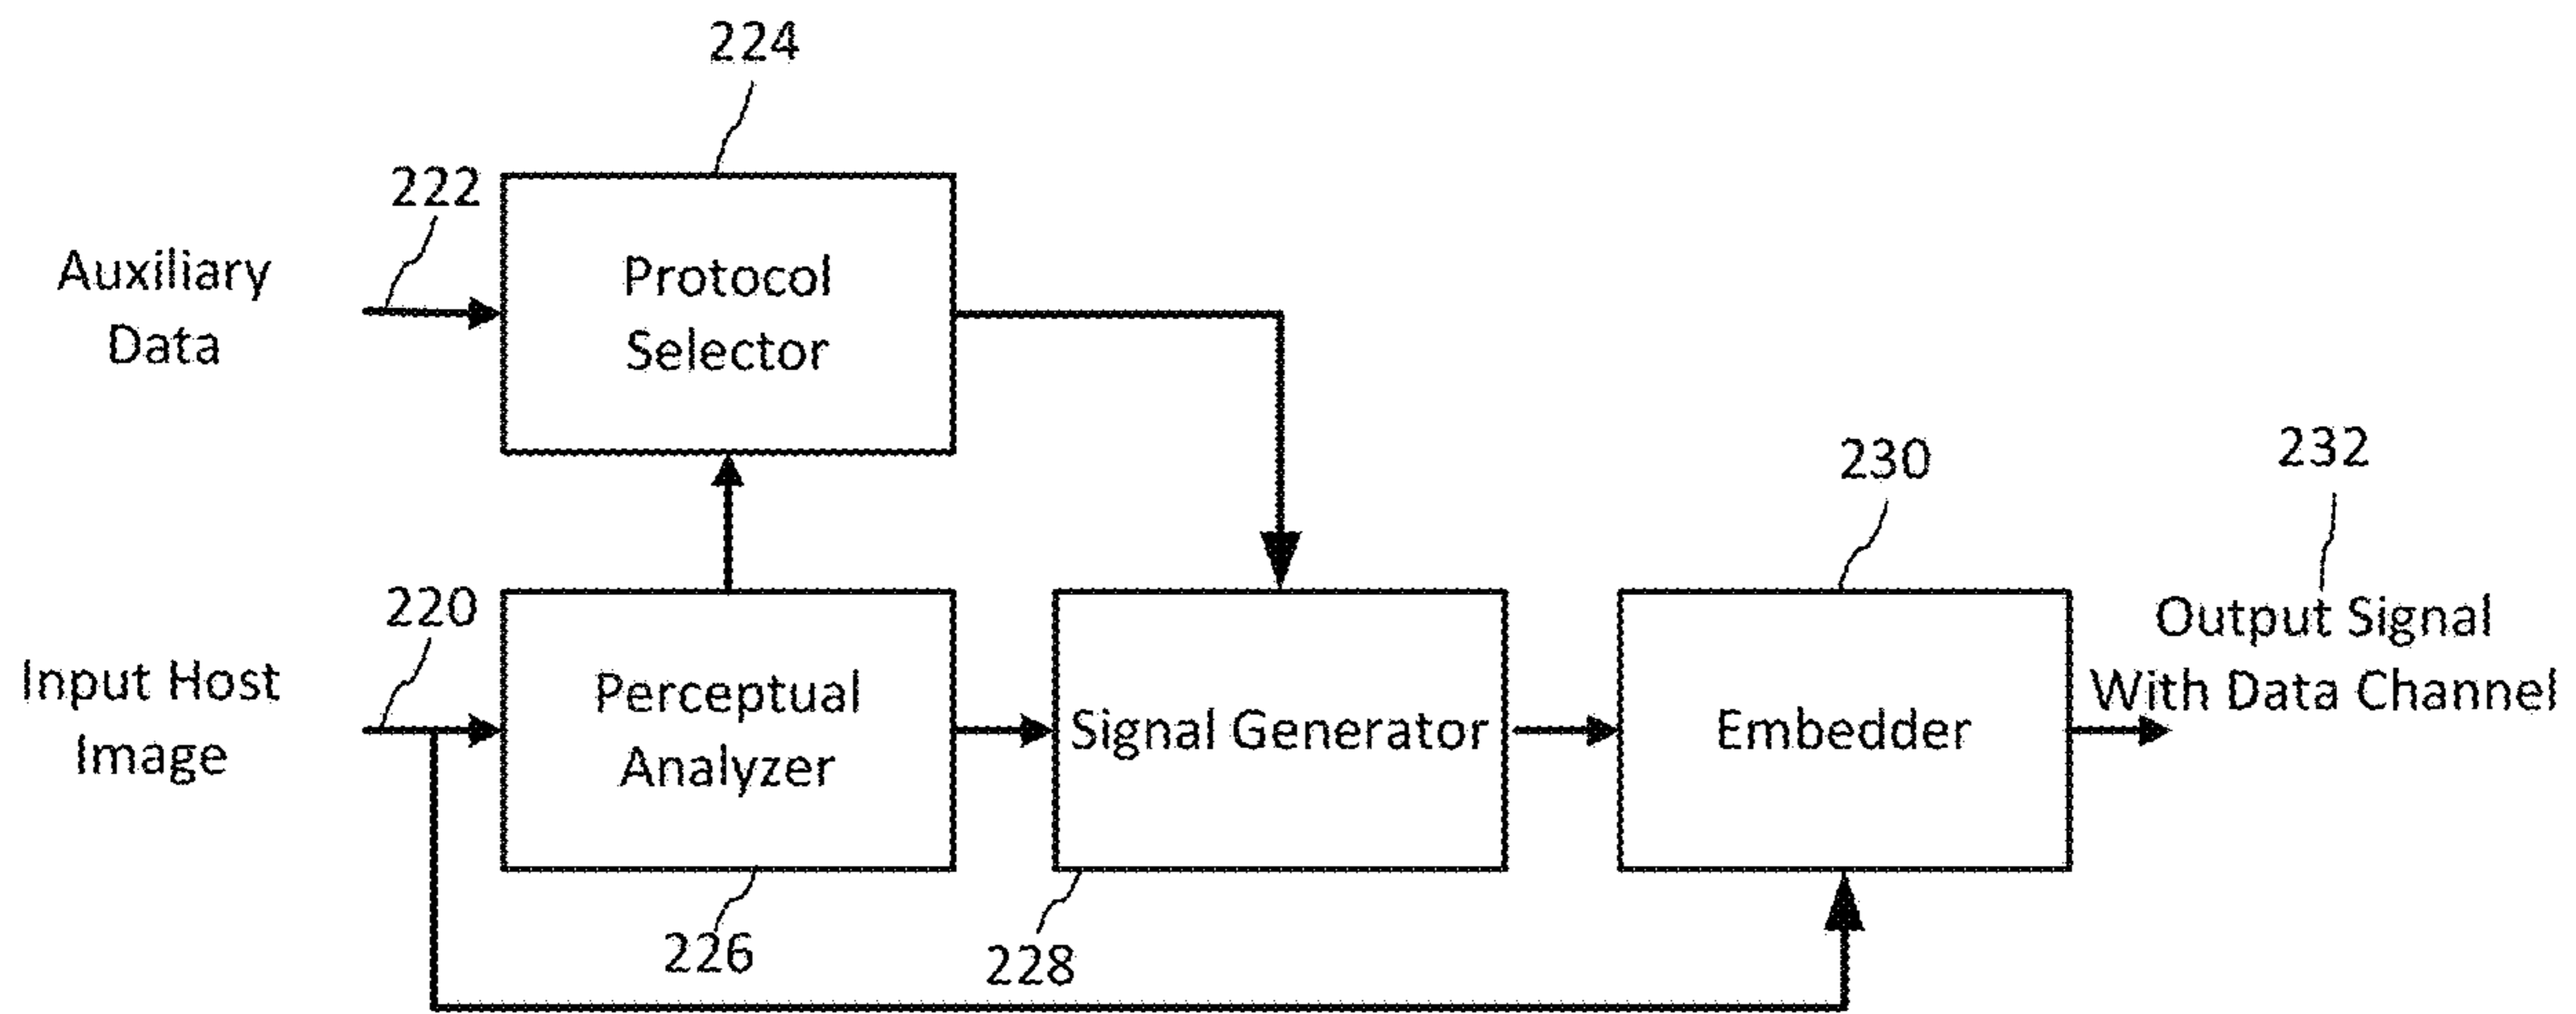 224
222
Auxiliary
Data
Protocol
Selector
230
232
220
Input Host
Image
Perceptual
Analyzer
Signal Generator
Embedder
Output Signal
With Data Channel
226
228